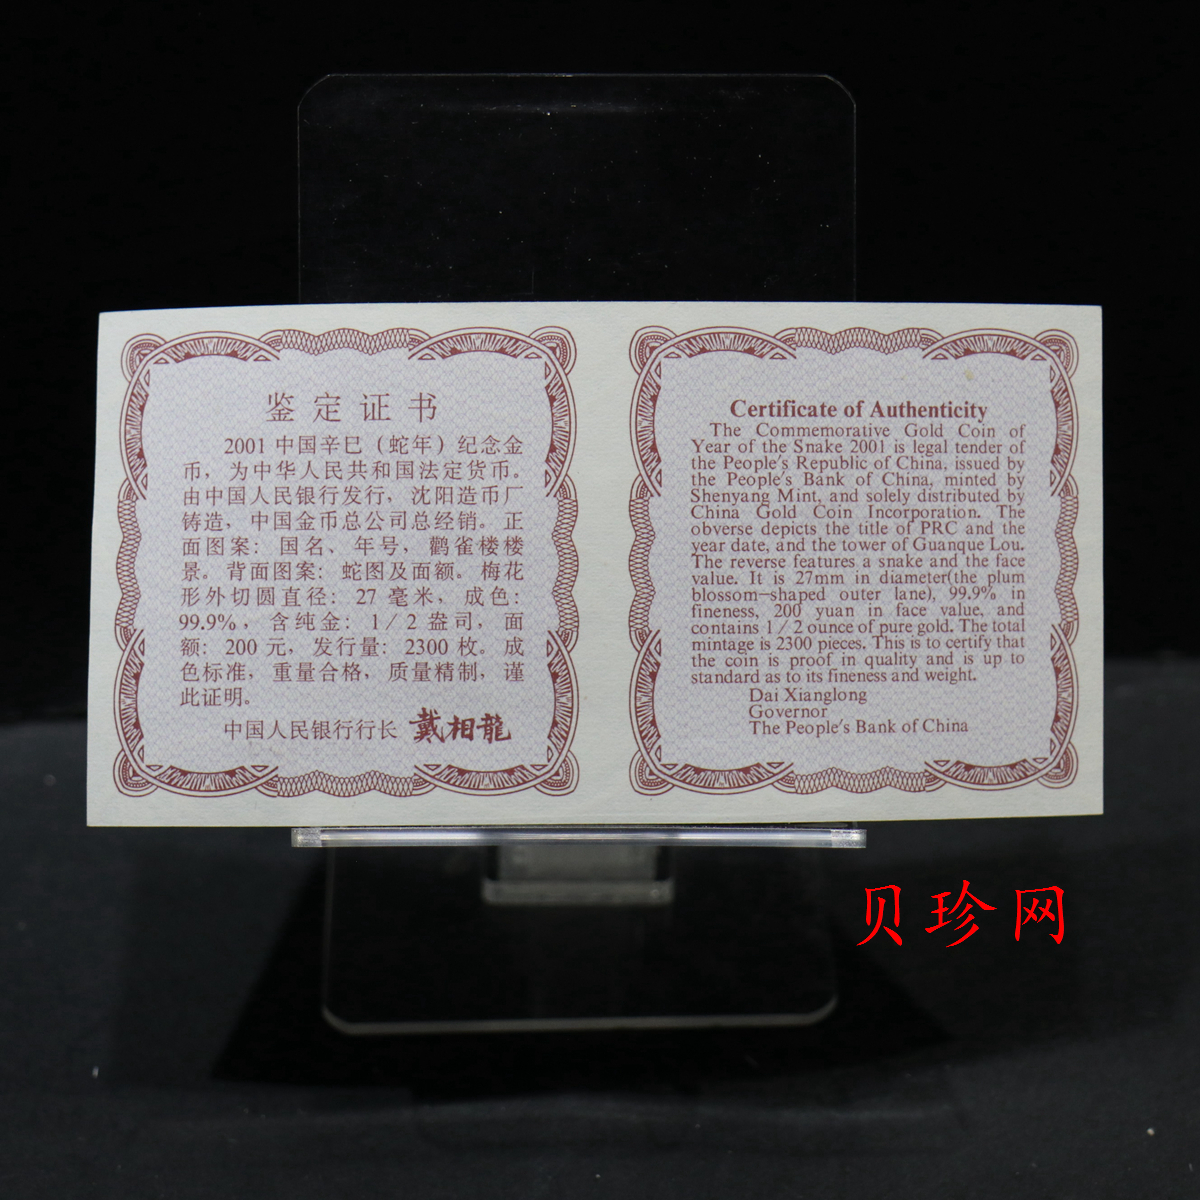 鉴定证书
2001中国辛巳（蛇年）纪念金
币，为中华人民共和国法定货币。
由中国人民银行发行，沈阳造币厂
铸造，中国金币总公司总经销。正
面图案：国名、年号，鹳雀楼楼
景。背面图案：蛇图及面额。梅花
形外切圆直径：27毫米，成色：
99.9%，含纯金：1/2盎司，面
额：200元，发行量：2300枚。成
色标准，重量合格，质量精制，谨
此证明。
中国人民银行行长 戴相龍
Certificate of Authenticity
The Commemorative Gold Coin of
Year of the Snake 2001 is legal tender of
the People's Republic of China, issued by
the People's Bank of China, minted by
Shenyang Mint, and solely distributed by
China Gold Coin Incorporation. The
obverse depicts the title of PRC and the
year date, and the tower of Guanque Lou.
The reverse features a snake and the face
value. It is 27mm in diameter(the plum
blossom-shaped outer lane), 99.9% in
fineness, 200 yuan in face value, and
contains 1/2 ounce of pure gold. The total
mintage is 2300 pieces. This is to certify that
the coin is proof in quality and is up to
standard as to its fineness and weight.
Dai Xianglong
Governor
The People's Bank of China
贝珍网